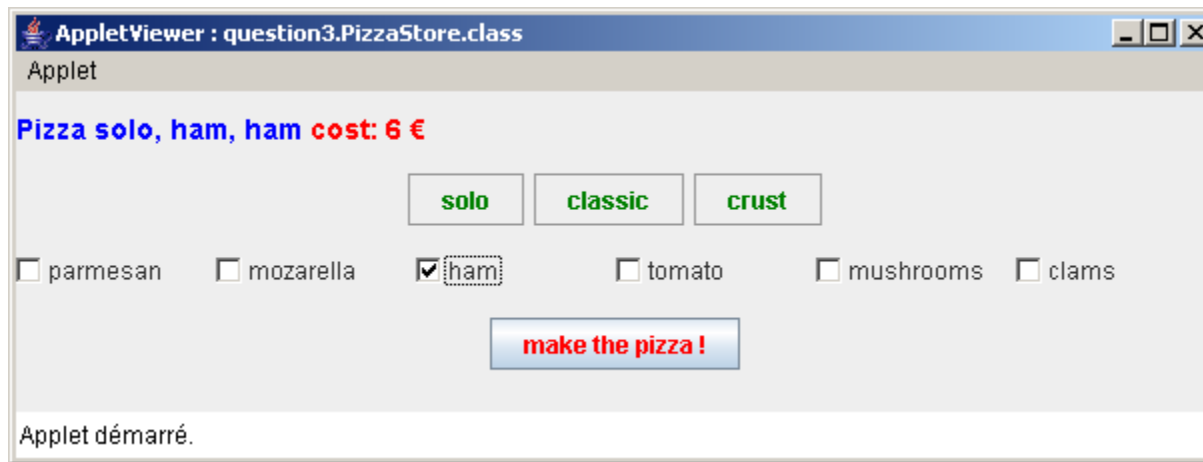 AppletViewer : question3.PizzaStore.class
Applet
Pizza solo, ham, ham cost: 6 €
solo classic crust
parmesan mozarella ham tomato mushrooms clams
make the pizza !
Applet démarré.